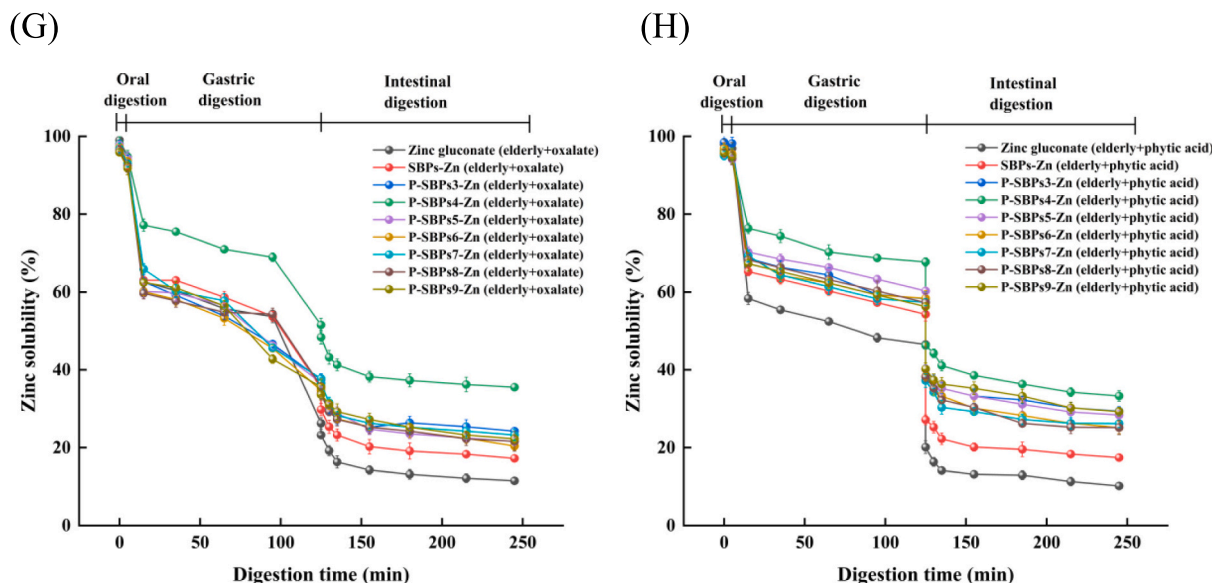 (G)
Oral
digestion
Gastric
digestion
Intestinal
digestion
100
80
60
40
20
0
Zinc solubility (%)
Zinc gluconate (elderly+oxalate)
SBPs-Zn (elderly+oxalate)
P-SBPs3-Zn (elderly+oxalate)
P-SBPs4-Zn (elderly+oxalate)
P-SBPs5-Zn (elderly+oxalate)
P-SBPs6-Zn (elderly+oxalate)
P-SBPs7-Zn (elderly+oxalate)
P-SBPs8-Zn (elderly+oxalate)
P-SBPs9-Zn (elderly+oxalate)
0 50 100 150 200 250
Digestion time (min)
(H)
Oral
digestion
Gastric
digestion
Intestinal
digestion
100
80
60
40
20
0
Zinc solubility (%)
Zinc gluconate (elderly+phytic acid)
SBPs-Zn (elderly+phytic acid)
P-SBPs3-Zn (elderly+phytic acid)
P-SBPs4-Zn (elderly+phytic acid)
P-SBPs5-Zn (elderly+phytic acid)
P-SBPs6-Zn (elderly+phytic acid)
P-SBPs7-Zn (elderly+phytic acid)
P-SBPs8-Zn (elderly+phytic acid)
P-SBPs9-Zn (elderly+phytic acid)
0 50 100 150 200 250
Digestion time (min)